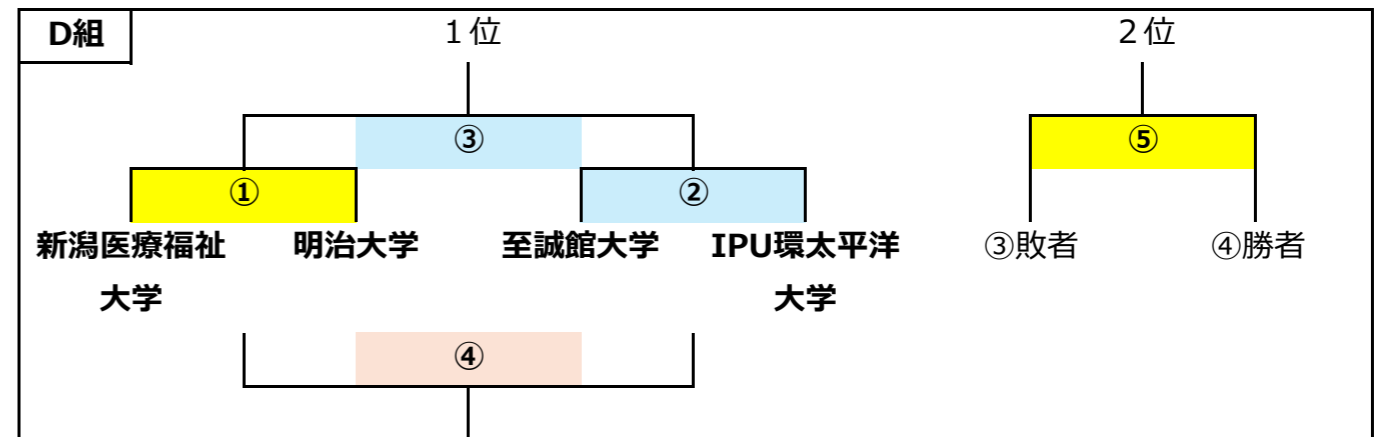 D組
１位
２位
③
⑤
①
②
新潟医療福祉
大学
明治大学
至誠館大学
IPU環太平洋
大学
③敗者
④勝者
④